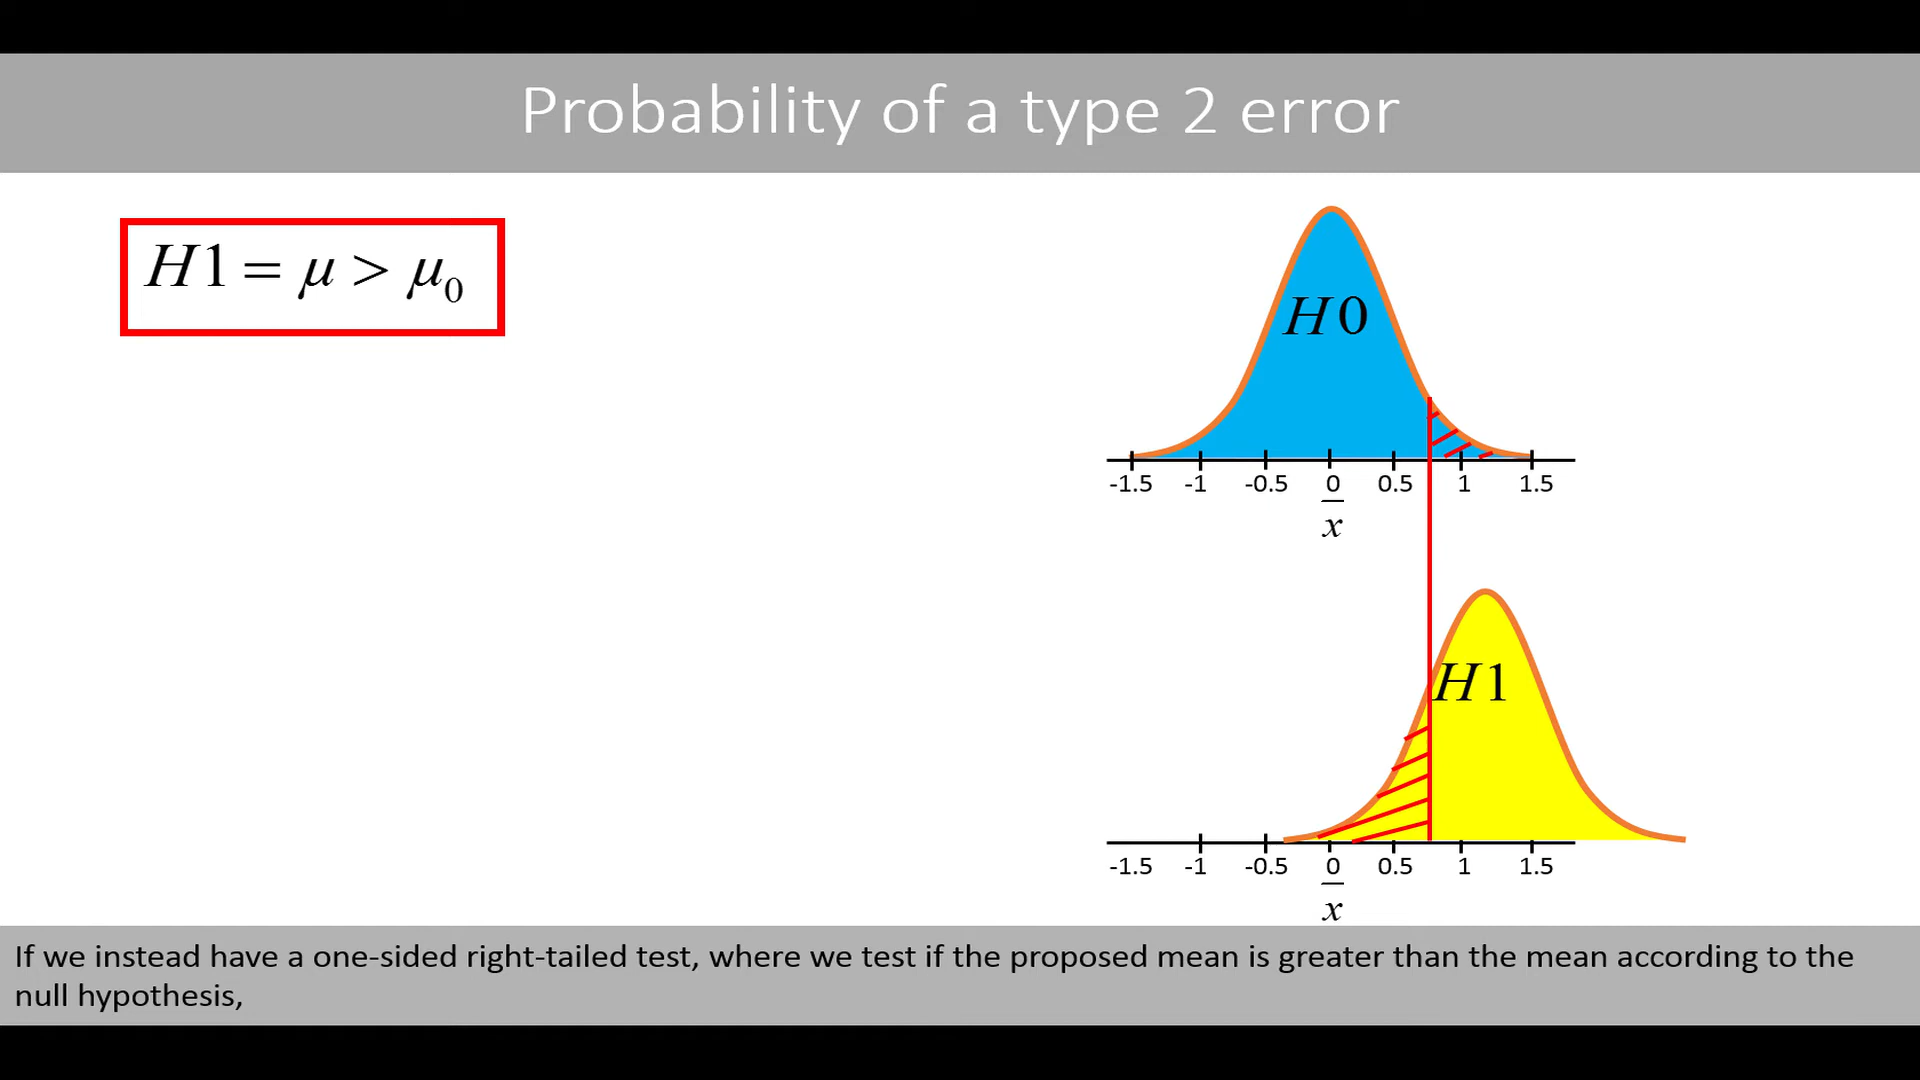 Probability of a type 2 error
H1 = μ > μ₀
H0
-1.5 -1 -0.5 0 0.5 1 1.5
x̄
H1
-1.5 -1 -0.5 0 0.5 1 1.5
x̄
If we instead have a one-sided right-tailed test, where we test if the proposed mean is greater than the mean according to the
null hypothesis,